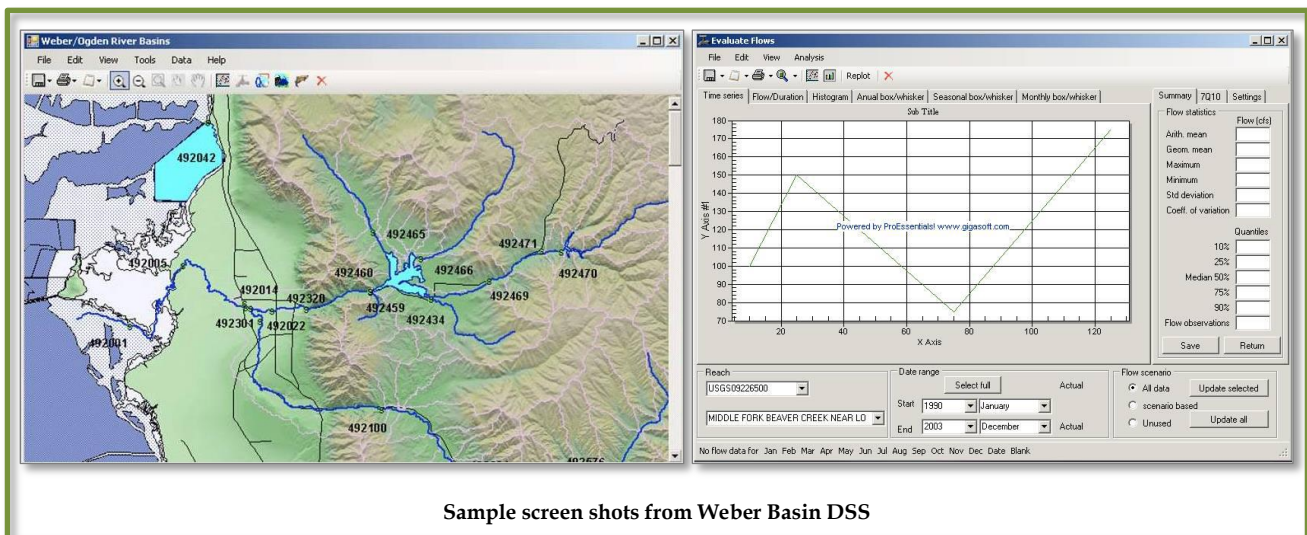 Weber/Ogden River Basins
File Edit View Tools Data Help
492042
492465
492471
492005
492460
492466
492470
492014
492320
492469
492459
492301
492022
492434
492001
492100
Evaluate Flows
File Edit View Analysis
Replot
Time series Flow/Duration Histogram Anual box/whisker Seasonal box/whisker Monthly box/whisker
Sub Title
180
170
160
150
140
130
120
110
100
90
80
70
Y Axis #1
Powered by ProEssentials! www.gigasoft.com
20 40 60 80 100 120
X Axis
Summary 7Q10 Settings
Flow statistics
Flow (cfs)
Arith. mean
Geom. mean
Maximum
Minimum
Std deviation
Coeff. of variation
Quantiles
10%
25%
Median 50%
75%
90%
Flow observations
Save Return
Reach
USGS09226500
MIDDLE FORK BEAVER CREEK NEAR LO
Date range
Select full Actual
Start 1990 January
End 2003 December Actual
Flow scenario
All data Update selected
scenario based
Unused Update all
No flow data for Jan Feb Mar Apr May Jun Jul Aug Sep Oct Nov Dec Date Blank
Sample screen shots from Weber Basin DSS